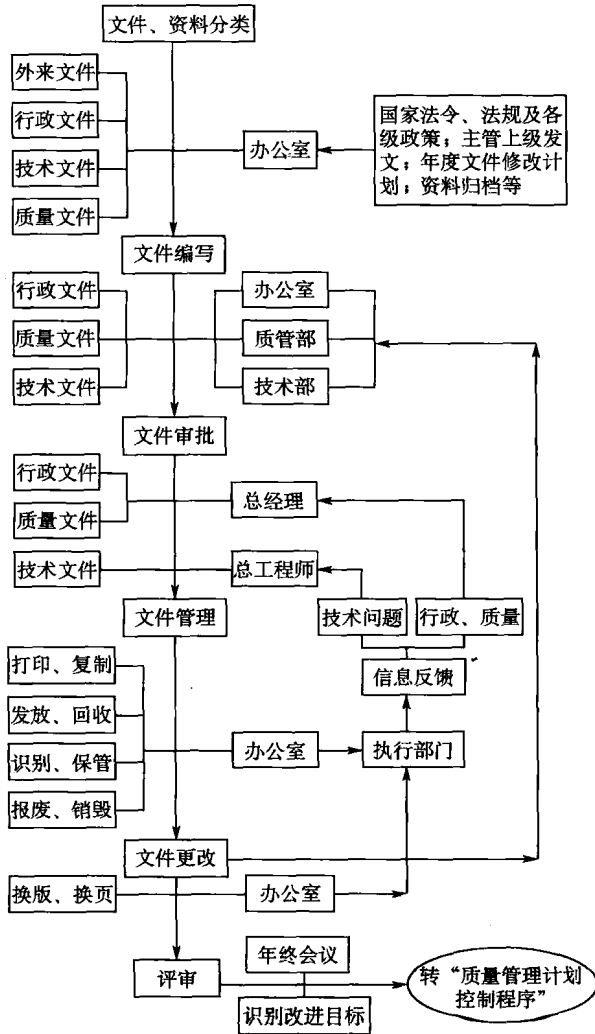 文件、资料分类
外来文件
行政文件
技术文件
质量文件
办公室
国家法令、法规及各
级政策；主管上级发
文；年度文件修改计
划；资料归档等
文件编写
行政文件
质量文件
技术文件
办公室
质管部
技术部
文件审批
行政文件
质量文件
总经理
技术文件
总工程师
文件管理
技术问题
行政、质量
信息反馈
打印、复制
发放、回收
识别、保管
报废、销毁
办公室
执行部门
文件更改
换版、换页
办公室
评审
年终会议
识别改进目标
转“质量管理计划
控制程序”